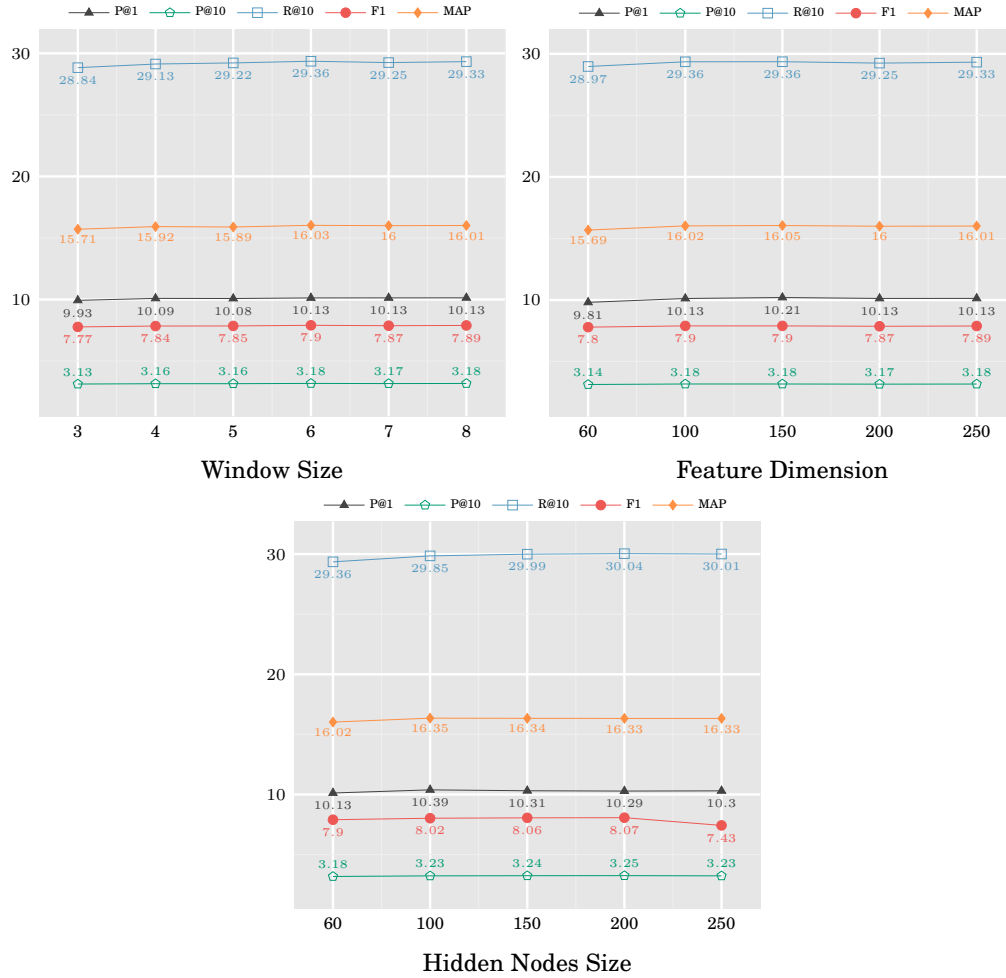 P@1 P@10 R@10 F1 MAP
30
20
10
28.84 29.13 29.22 29.36 29.25 29.33
15.71 15.92 15.89 16.03 16 16.01
9.93 10.09 10.08 10.13 10.13 10.13
7.77 7.84 7.85 7.9 7.87 7.89
3.13 3.16 3.16 3.18 3.17 3.18
3 4 5 6 7 8
Window Size
P@1 P@10 R@10 F1 MAP
30
20
10
28.97 29.36 29.36 29.25 29.33
15.69 16.02 16.05 16 16.01
9.81 10.13 10.21 10.13 10.13
7.8 7.9 7.9 7.87 7.89
3.14 3.18 3.18 3.17 3.18
60 100 150 200 250
Feature Dimension
P@1 P@10 R@10 F1 MAP
30
20
10
29.36 29.85 29.99 30.04 30.01
16.02 16.35 16.34 16.33 16.33
10.13 10.39 10.31 10.29 10.3
7.9 8.02 8.06 8.07 7.43
3.18 3.23 3.24 3.25 3.23
60 100 150 200 250
Hidden Nodes Size